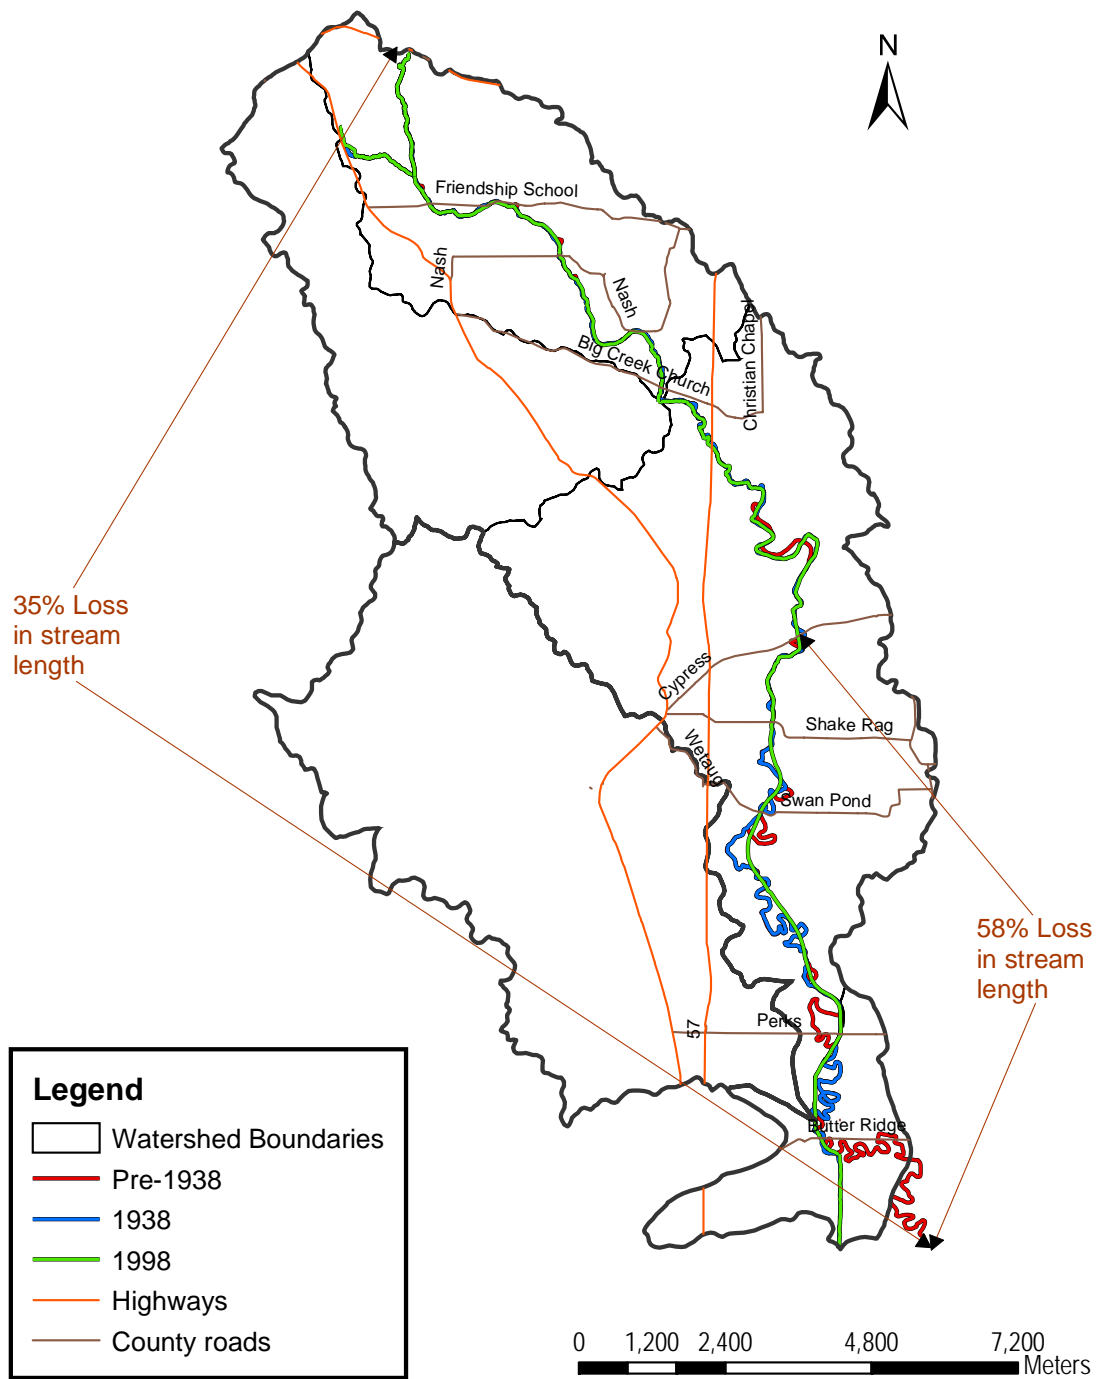 N
Friendship School
Nash
Nash
Big Creek Church
Christian Chapel
35% Loss
in stream
length
Cypress
Shake Rag
Wetaug
Swan Pond
58% Loss
in stream
length
Perks
57
Butter Ridge
Legend
Watershed Boundaries
Pre-1938
1938
1998
Highways
County roads
0 1,200 2,400 4,800 7,200
Meters